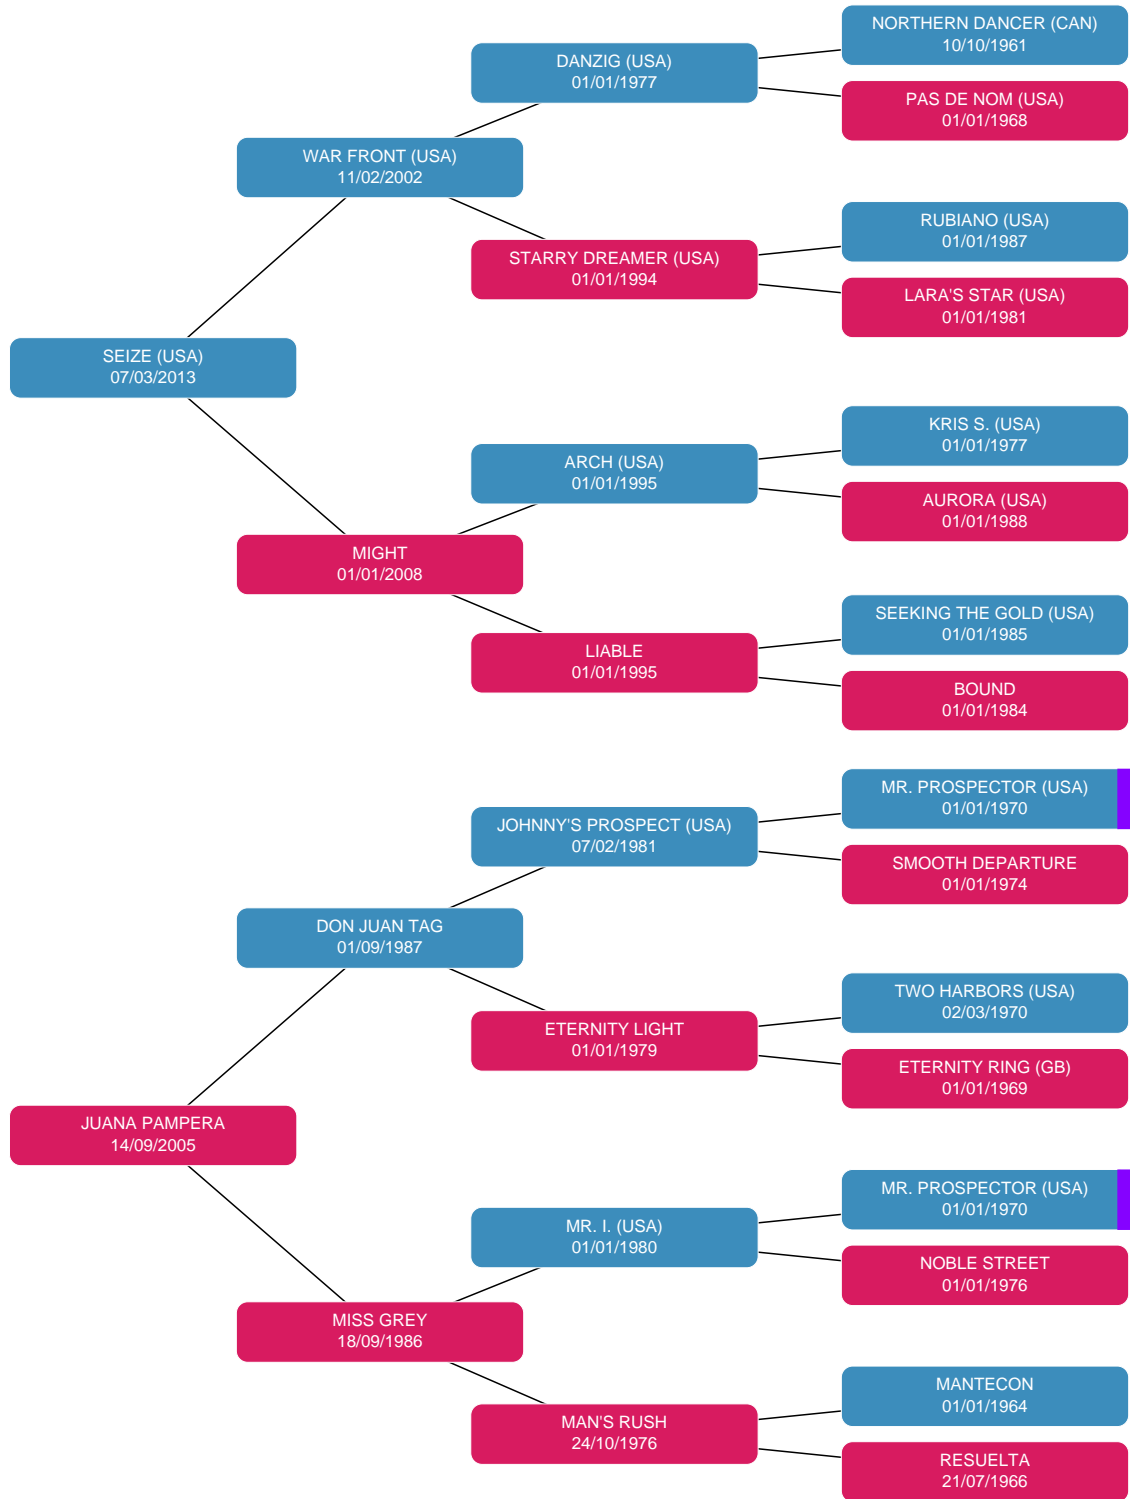 NORTHERN DANCER (CAN)
10/10/1961
DANZIG (USA)
01/01/1977
PAS DE NOM (USA)
01/01/1968
WAR FRONT (USA)
11/02/2002
RUBIANO (USA)
01/01/1987
STARRY DREAMER (USA)
01/01/1994
LARA'S STAR (USA)
01/01/1981
SEIZE (USA)
07/03/2013
KRIS S. (USA)
01/01/1977
ARCH (USA)
01/01/1995
AURORA (USA)
01/01/1988
MIGHT
01/01/2008
SEEKING THE GOLD (USA)
01/01/1985
LIABLE
01/01/1995
BOUND
01/01/1984
MR. PROSPECTOR (USA)
01/01/1970
JOHNNY'S PROSPECT (USA)
07/02/1981
SMOOTH DEPARTURE
01/01/1974
DON JUAN TAG
01/09/1987
TWO HARBORS (USA)
02/03/1970
ETERNITY LIGHT
01/01/1979
ETERNITY RING (GB)
01/01/1969
JUANA PAMPERA
14/09/2005
MR. PROSPECTOR (USA)
01/01/1970
MR. I. (USA)
01/01/1980
NOBLE STREET
01/01/1976
MISS GREY
18/09/1986
MANTECON
01/01/1964
MAN'S RUSH
24/10/1976
RESUELTA
21/07/1966